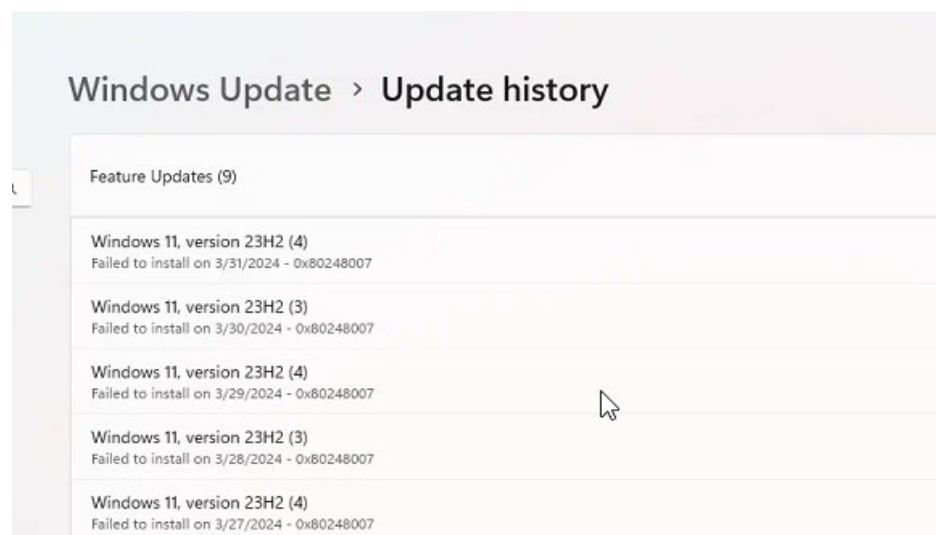 Windows Update > Update history
Feature Updates (9)
Windows 11, version 23H2 (4)
Failed to install on 3/31/2024 - 0x80248007
Windows 11, version 23H2 (3)
Failed to install on 3/30/2024 - 0x80248007
Windows 11, version 23H2 (4)
Failed to install on 3/29/2024 - 0x80248007
Windows 11, version 23H2 (3)
Failed to install on 3/28/2024 - 0x80248007
Windows 11, version 23H2 (4)
Failed to install on 3/27/2024 - 0x80248007